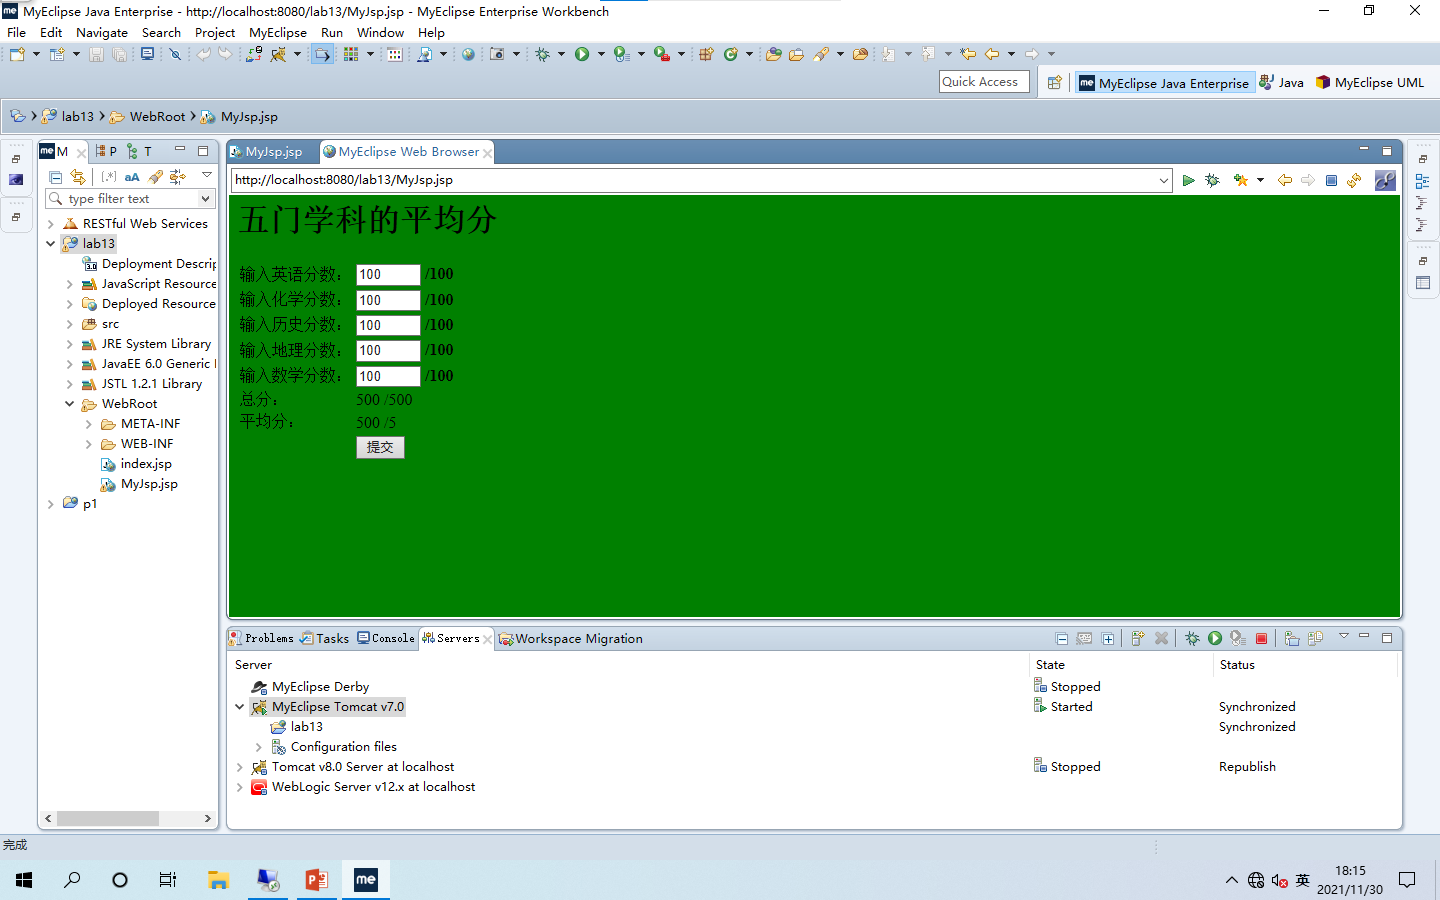 MyEclipse Java Enterprise - http://localhost:8080/lab13/MyJsp.jsp - MyEclipse Enterprise Workbench
File Edit Navigate Search Project MyEclipse Run Window Help
Quick Access
MyEclipse Java Enterprise Java MyEclipse UML
lab13 WebRoot MyJsp.jsp
M P T
type filter text
RESTful Web Services
lab13
Deployment Descrip
JavaScript Resource
Deployed Resource
src
JRE System Library
JavaEE 6.0 Generic
JSTL 1.2.1 Library
WebRoot
META-INF
WEB-INF
index.jsp
MyJsp.jsp
p1
MyJsp.jsp MyEclipse Web Browser
http://localhost:8080/lab13/MyJsp.jsp
五门学科的平均分
输入英语分数: 100 /100
输入化学分数: 100 /100
输入历史分数: 100 /100
输入地理分数: 100 /100
输入数学分数: 100 /100
总分: 500 /500
平均分: 500 /5
提交
Problems Tasks Console Servers Workspace Migration
Server State Status
MyEclipse Derby Stopped
MyEclipse Tomcat v7.0 Started Synchronized
lab13 Synchronized
Configuration files
Tomcat v8.0 Server at localhost Stopped Republish
WebLogic Server v12.x at localhost
完成
me
英
18:15
2021/11/30